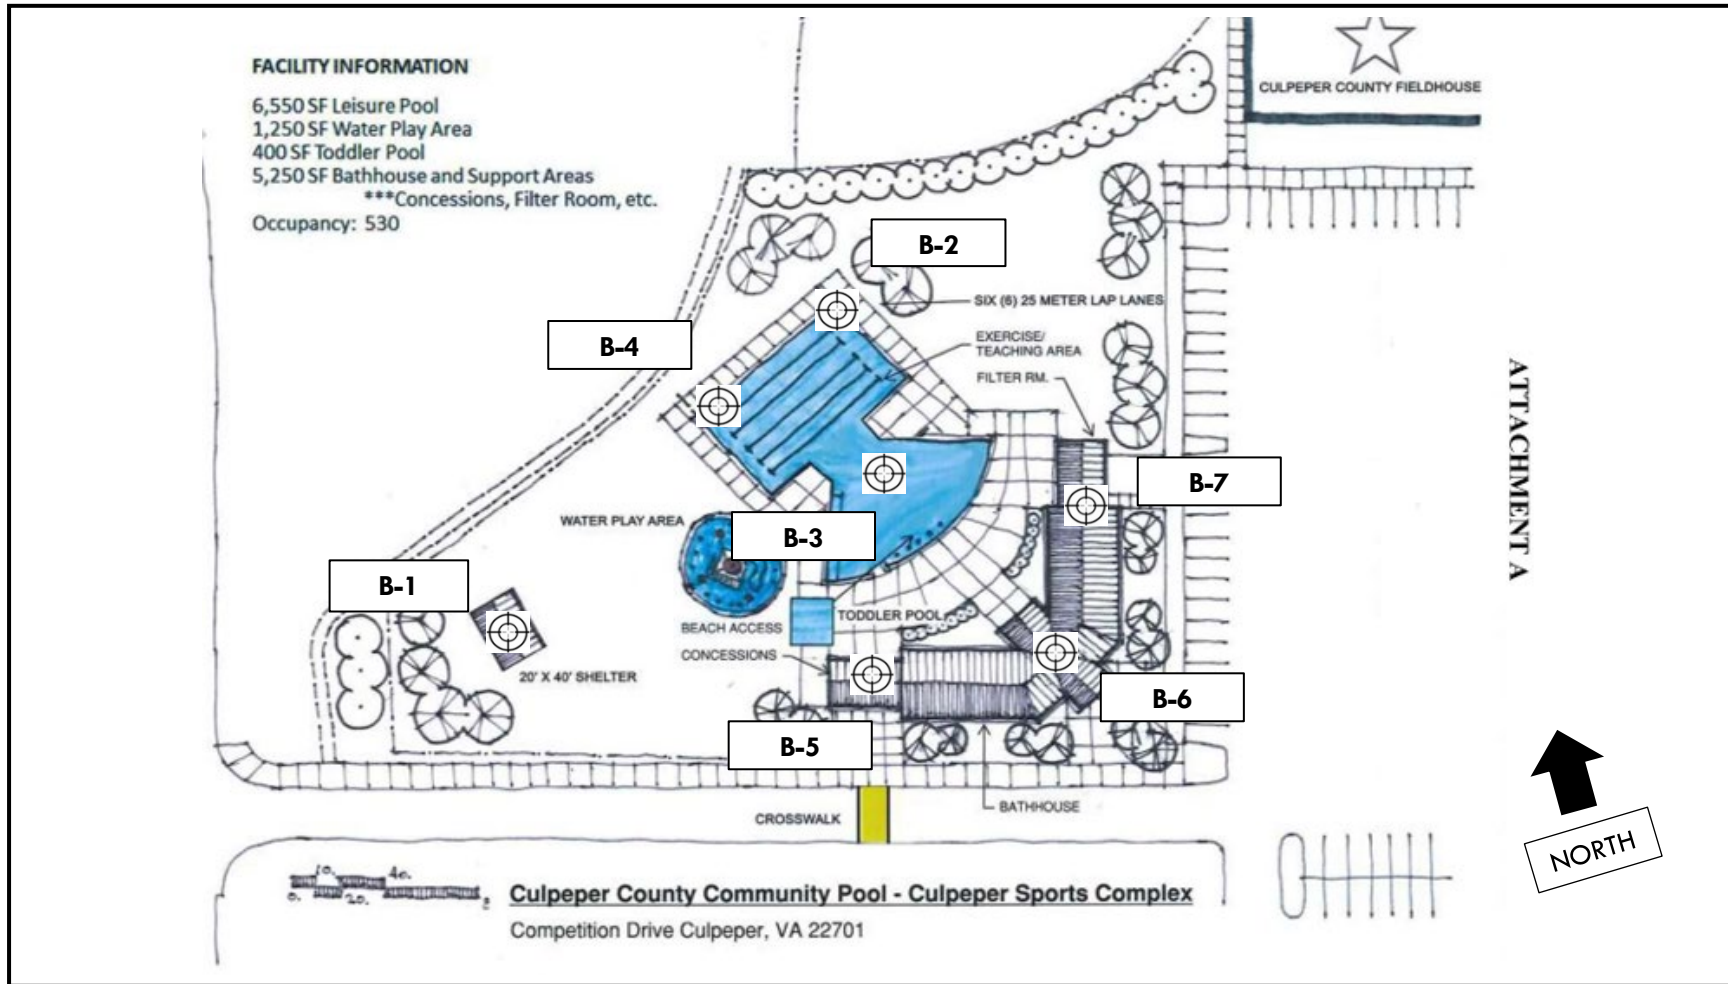 FACILITY INFORMATION
6,550 SF Leisure Pool
1,250 SF Water Play Area
400 SF Toddler Pool
5,250 SF Bathhouse and Support Areas
***Concessions, Filter Room, etc.
Occupancy: 530
CULPEPER COUNTY FIELDHOUSE
B-2
SIX (6) 25 METER LAP LANES
B-4
EXERCISE/
TEACHING AREA
FILTER RM.
ATTACHMENT A
B-7
WATER PLAY AREA
B-3
B-1
TODDLER POOL
BEACH ACCESS
CONCESSIONS
20' X 40' SHELTER
B-6
B-5
BATHHOUSE
CROSSWALK
NORTH
10. 40.
0. 20.
Culpeper County Community Pool - Culpeper Sports Complex
Competition Drive Culpeper, VA 22701